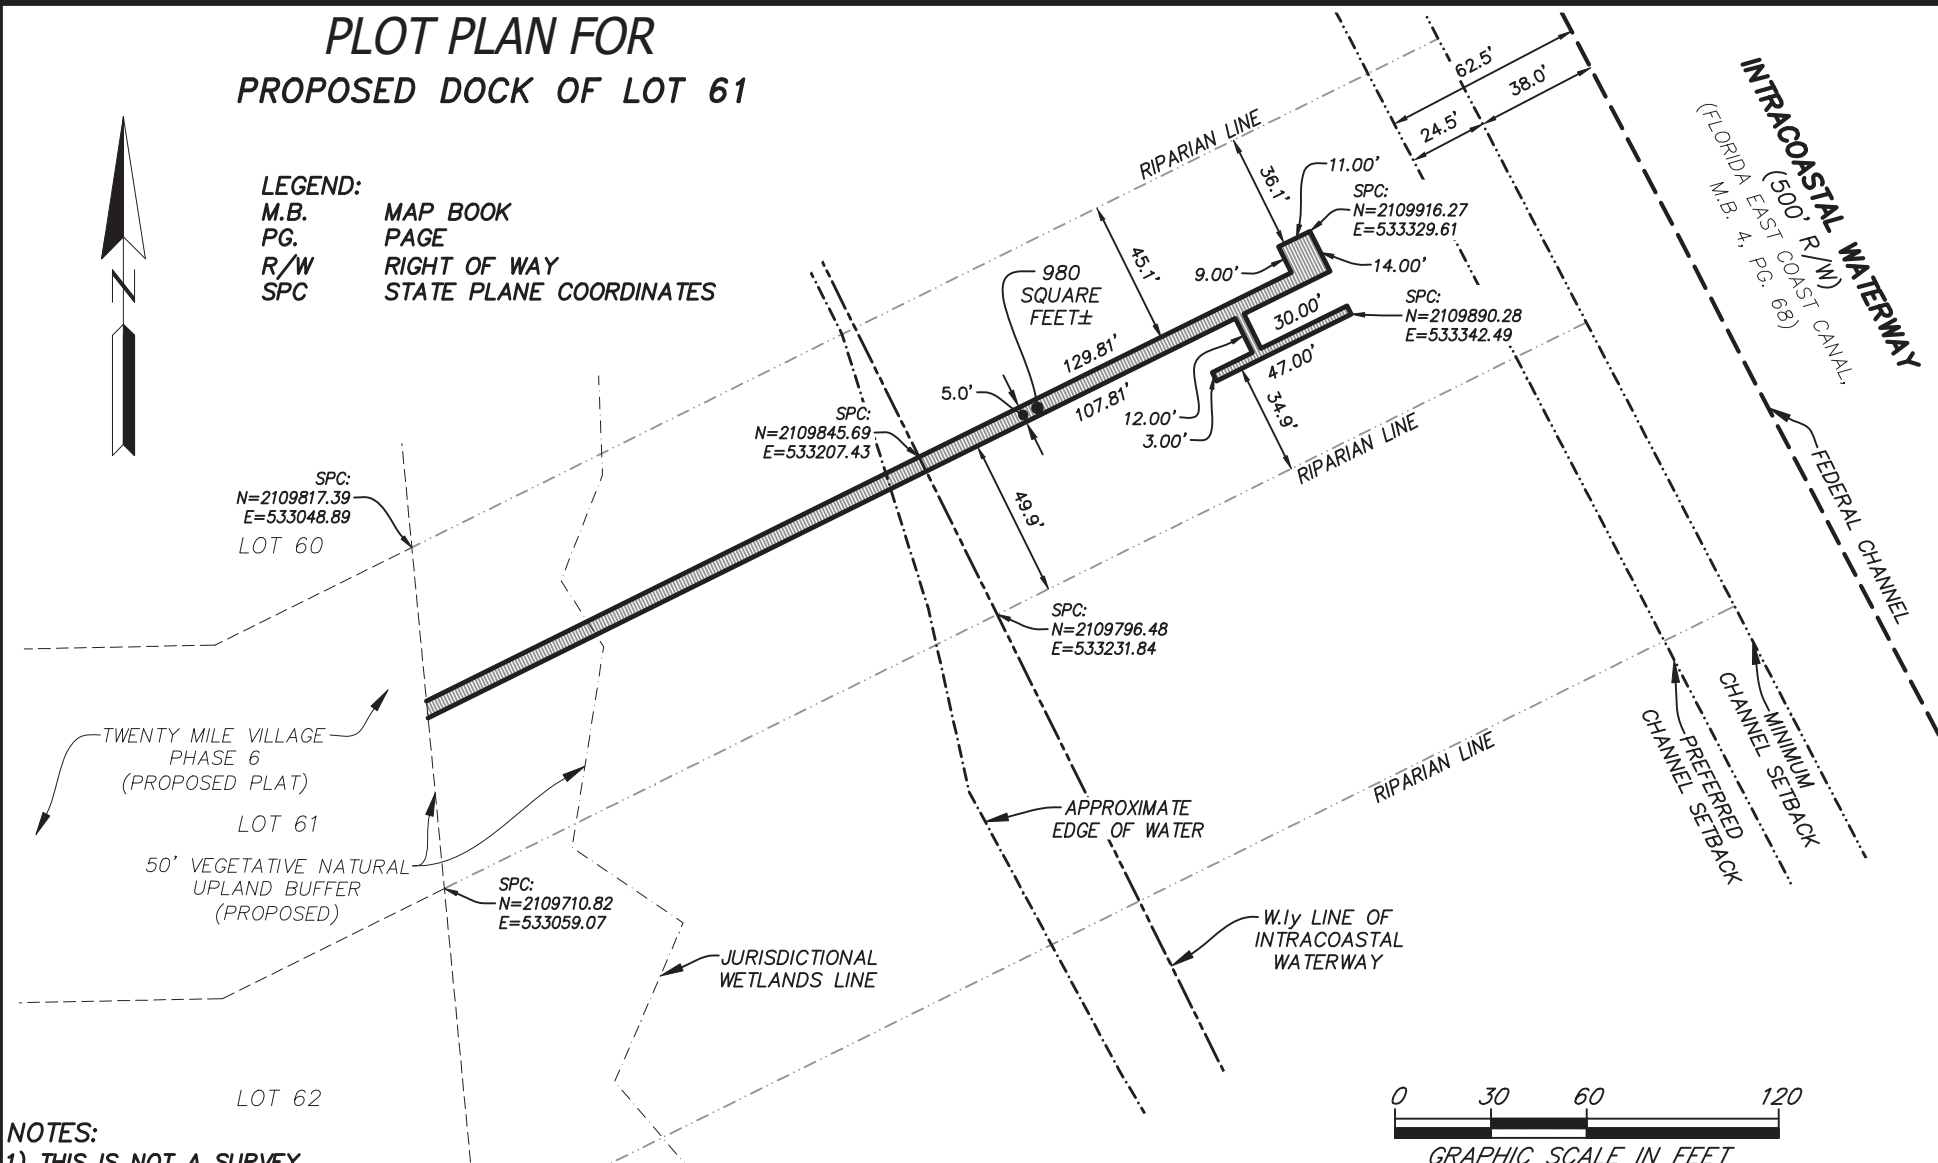 PLOT PLAN FOR
PROPOSED DOCK OF LOT 61
LEGEND:
M.B. MAP BOOK
PG. PAGE
R/W RIGHT OF WAY
SPC STATE PLANE COORDINATES
N
62.5'
38.0'
24.5'
INTRACOASTAL WATERWAY
(500' R/W)
(FLORIDA EAST COAST CANAL,
M.B. 4, PG. 68)
RIPARIAN LINE
36.1'
11.00'
SPC:
N=2109916.27
E=533329.61
45.1'
9.00'
14.00'
980
SQUARE
FEET±
30.00'
SPC:
N=2109890.28
E=533342.49
129.81'
47.00'
5.0'
107.81'
12.00'
3.00'
34.9'
RIPARIAN LINE
SPC:
N=2109845.69
E=533207.43
FEDERAL CHANNEL
SPC:
N=2109817.39
E=533048.89
LOT 60
49.9'
SPC:
N=2109796.48
E=533231.84
TWENTY MILE VILLAGE
PHASE 6
(PROPOSED PLAT)
LOT 61
50' VEGETATIVE NATURAL
UPLAND BUFFER
(PROPOSED)
SPC:
N=2109710.82
E=533059.07
APPROXIMATE
EDGE OF WATER
RIPARIAN LINE
PREFERRED
CHANNEL SETBACK
MINIMUM
CHANNEL SETBACK
JURISDICTIONAL
WETLANDS LINE
W.ly LINE OF
INTRACOASTAL
WATERWAY
LOT 62
0 30 60 120
GRAPHIC SCALE IN FEET
NOTES:
1) THIS IS NOT A SURVEY